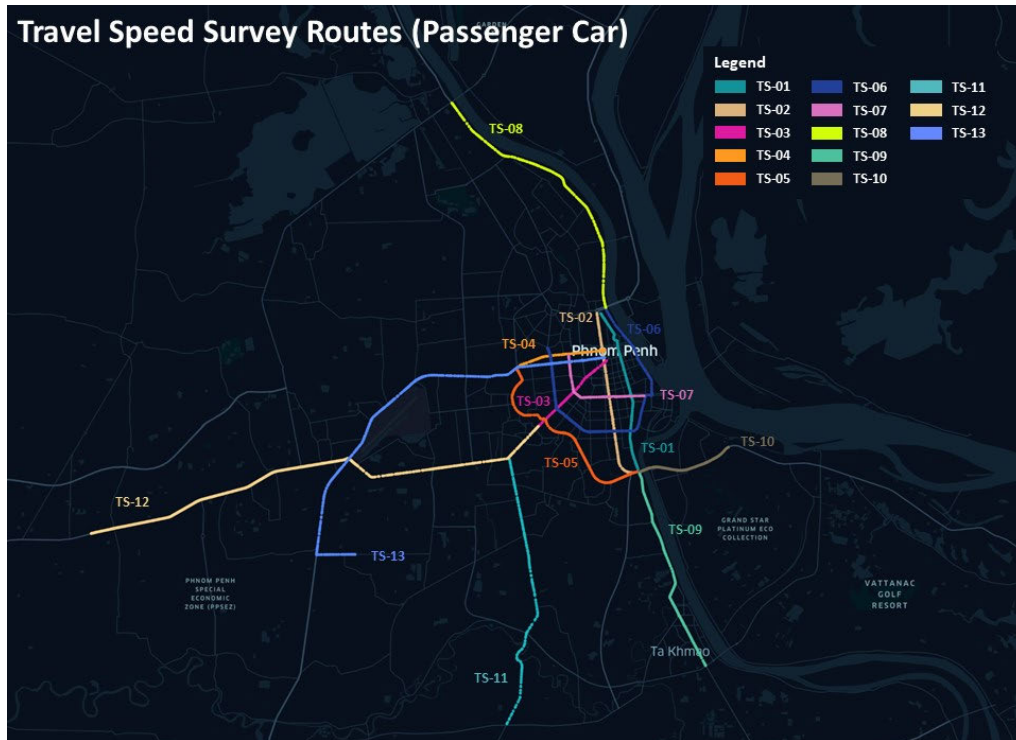 Travel Speed Survey Routes (Passenger Car)
GARDEN
Legend
TS-01
TS-06
TS-11
TS-02
TS-07
TS-12
TS-03
TS-08
TS-13
TS-04
TS-09
TS-05
TS-10
TS-08
TS-02
TS-06
TS-04
Phnom Penh
TS-03
TS-07
TS-01
TS-10
TS-05
TS-12
TS-09
GRAND STAR
PLATINUM ECO
COLLECTION
TS-13
PHNOM PENH
SPECIAL
ECONOMIC
ZONE (PPSEZ)
VATTANAC
GOLF
RESORT
Ta Khmao
TS-11